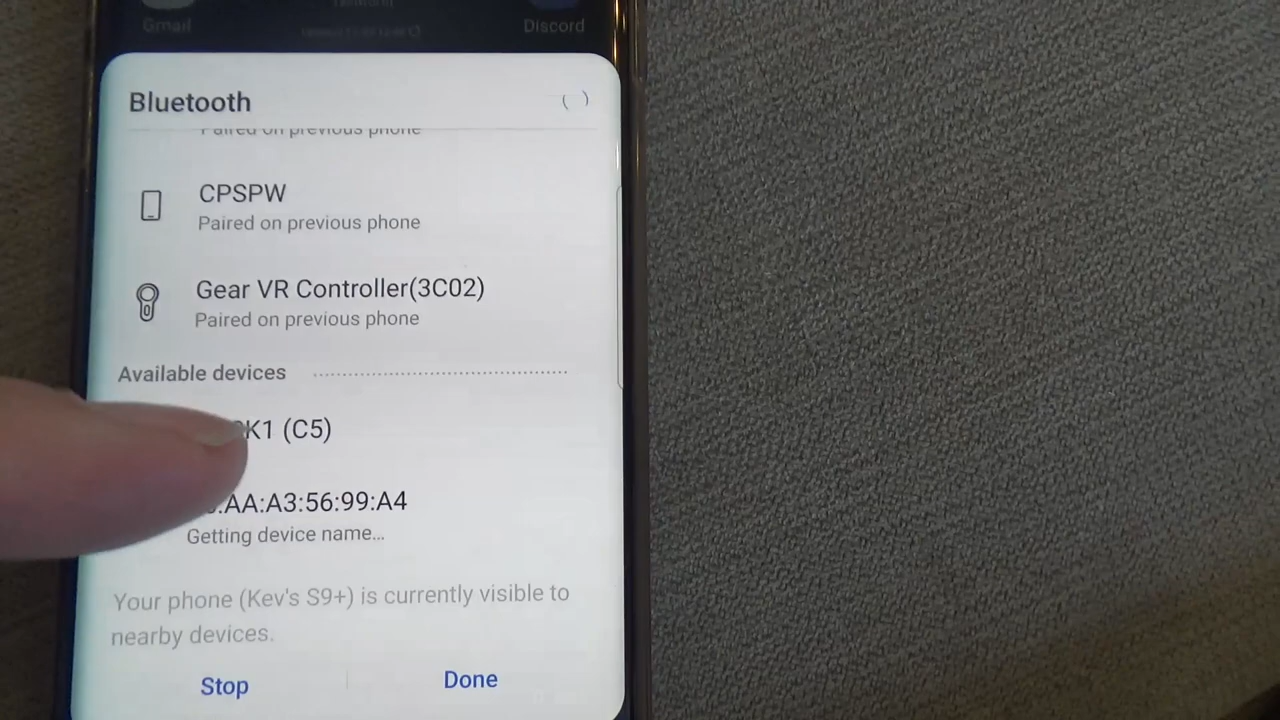 Gmail
Discord
Bluetooth
Paired on previous phone
CPSPW
Paired on previous phone
Gear VR Controller(3C02)
Paired on previous phone
Available devices
K1 (C5)
:AA:A3:56:99:A4
Getting device name...
Your phone (Kev's S9+) is currently visible to
nearby devices.
Stop
Done